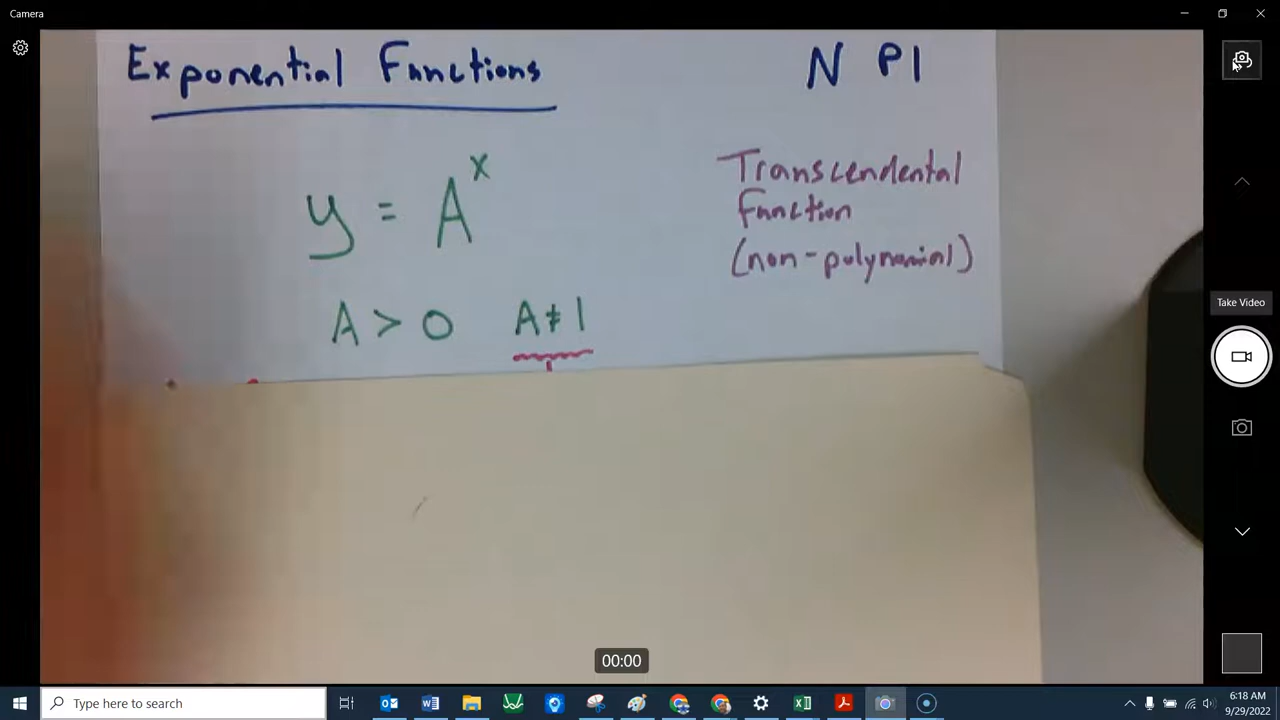 Camera
Exponential Functions
N P1
y = A^x
Transcendental
Function
(non-polynomial)
A > 0 A ≠ 1
Take Video
00:00
Type here to search
6:18 AM
9/29/2022